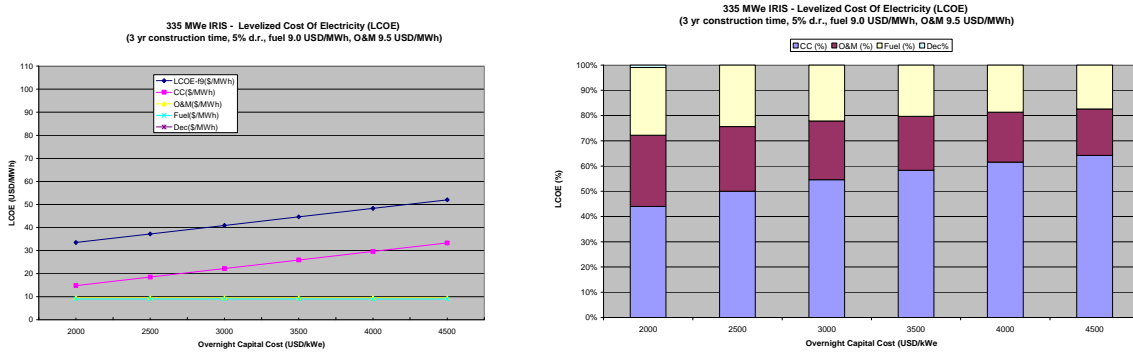 335 MWe IRIS - Levelized Cost Of Electricity (LCOE)
(3 yr construction time, 5% d.r., fuel 9.0 USD/MWh, O&M 9.5 USD/MWh)
LCOE (USD/MWh)
110
100
90
80
70
60
50
40
30
20
10
0
LCOE-f9($/MWh)
CC($/MWh)
O&M($/MWh)
Fuel($/MWh)
Dec($/MWh)
2000 2500 3000 3500 4000 4500
Overnight Capital Cost (USD/kWe)
335 MWe IRIS - Levelized Cost Of Electricity (LCOE)
(3 yr construction time, 5% d.r., fuel 9.0 USD/MWh, O&M 9.5 USD/MWh)
CC (%) O&M (%) Fuel (%) Dec%
LCOE (%)
100%
90%
80%
70%
60%
50%
40%
30%
20%
10%
0%
2000 2500 3000 3500 4000 4500
Overnight Capital Cost (USD/kWe